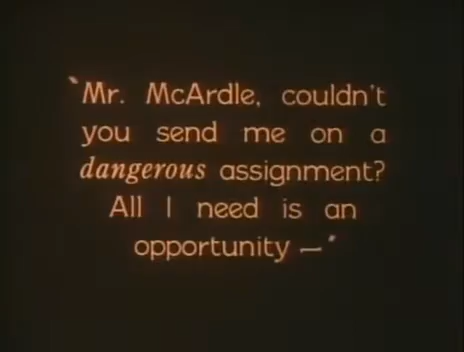 'Mr. McArdle, couldn't
you send me on a
dangerous assignment?
All I need is an
opportunity —'